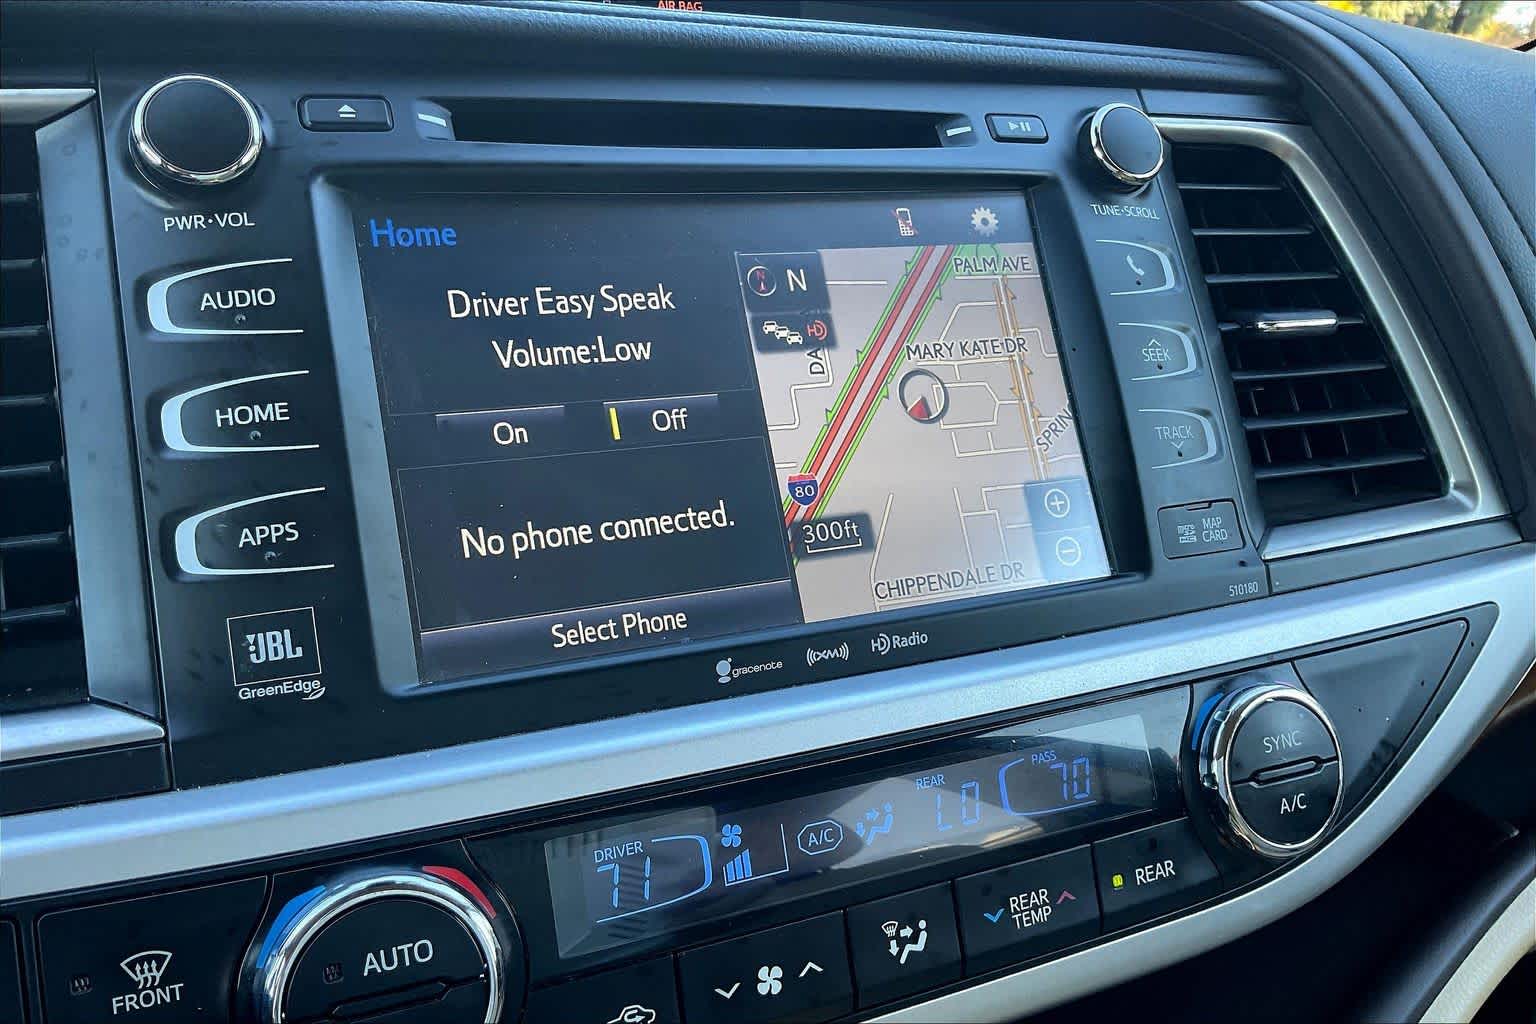 AIR BAG
PWR•VOL
TUNE•SCROLL
AUDIO
HOME
APPS
JBL
GreenEdge
Home
Driver Easy Speak
Volume:Low
On
Off
No phone connected.
Select Phone
N
N
HD
PALM AVE
MARY KATE DR
DA
SPRIN
80
300ft
CHIPPENDALE DR
SEEK
TRACK
MAP
CARD
510180
gracenote
((XM))
HD Radio
DRIVER
71
A/C
REAR
LO
PASS
70
SYNC
A/C
FRONT
AUTO
REAR
TEMP
REAR